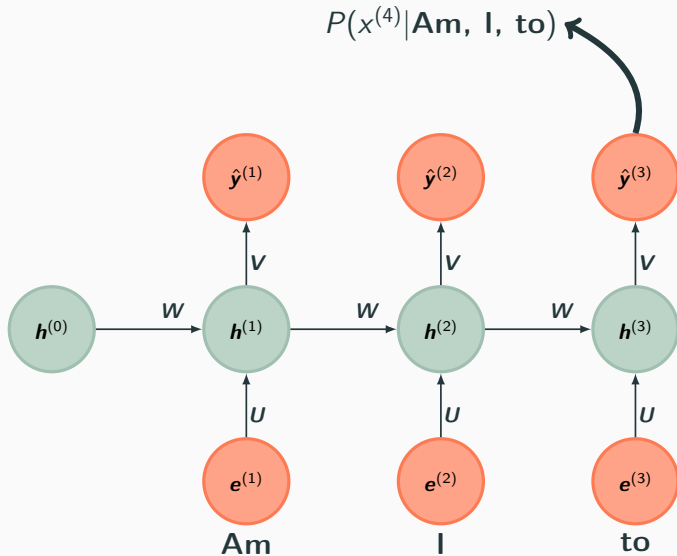 P(x^{(4)}|Am, I, to)
ŷ^{(1)} ŷ^{(2)} ŷ^{(3)}
V V V
W W W
h^{(0)} h^{(1)} h^{(2)} h^{(3)}
U U U
e^{(1)} e^{(2)} e^{(3)}
Am I to